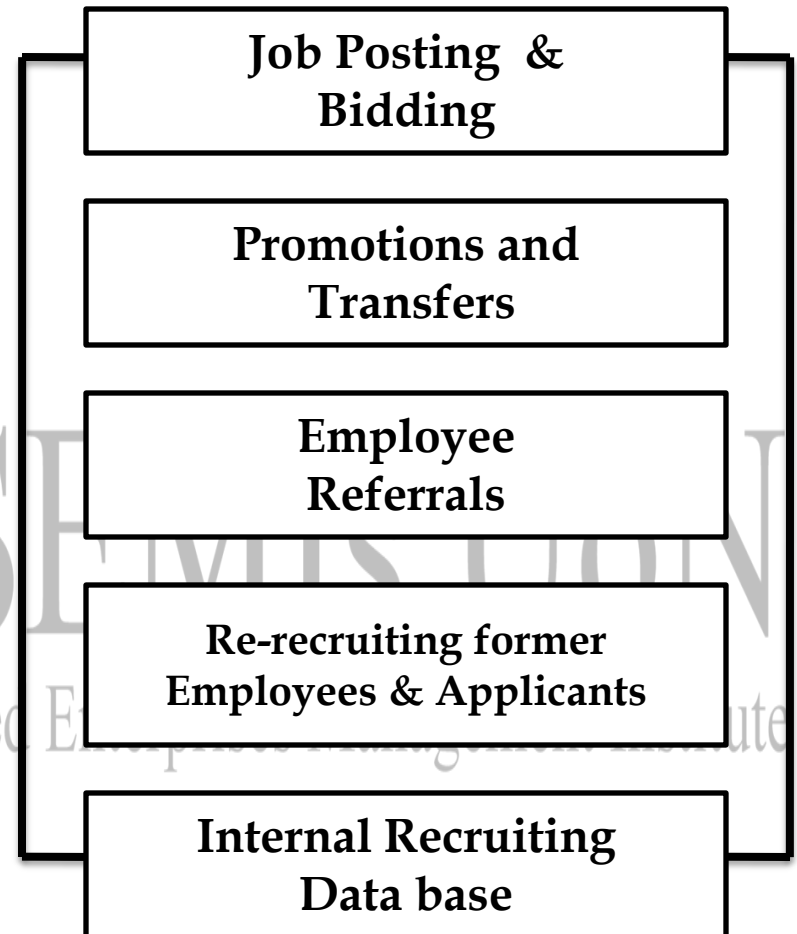 Job Posting &
Bidding
Promotions and
Transfers
Employee
Referrals
Re-recruiting former
Employees & Applicants
Internal Recruiting
Data base